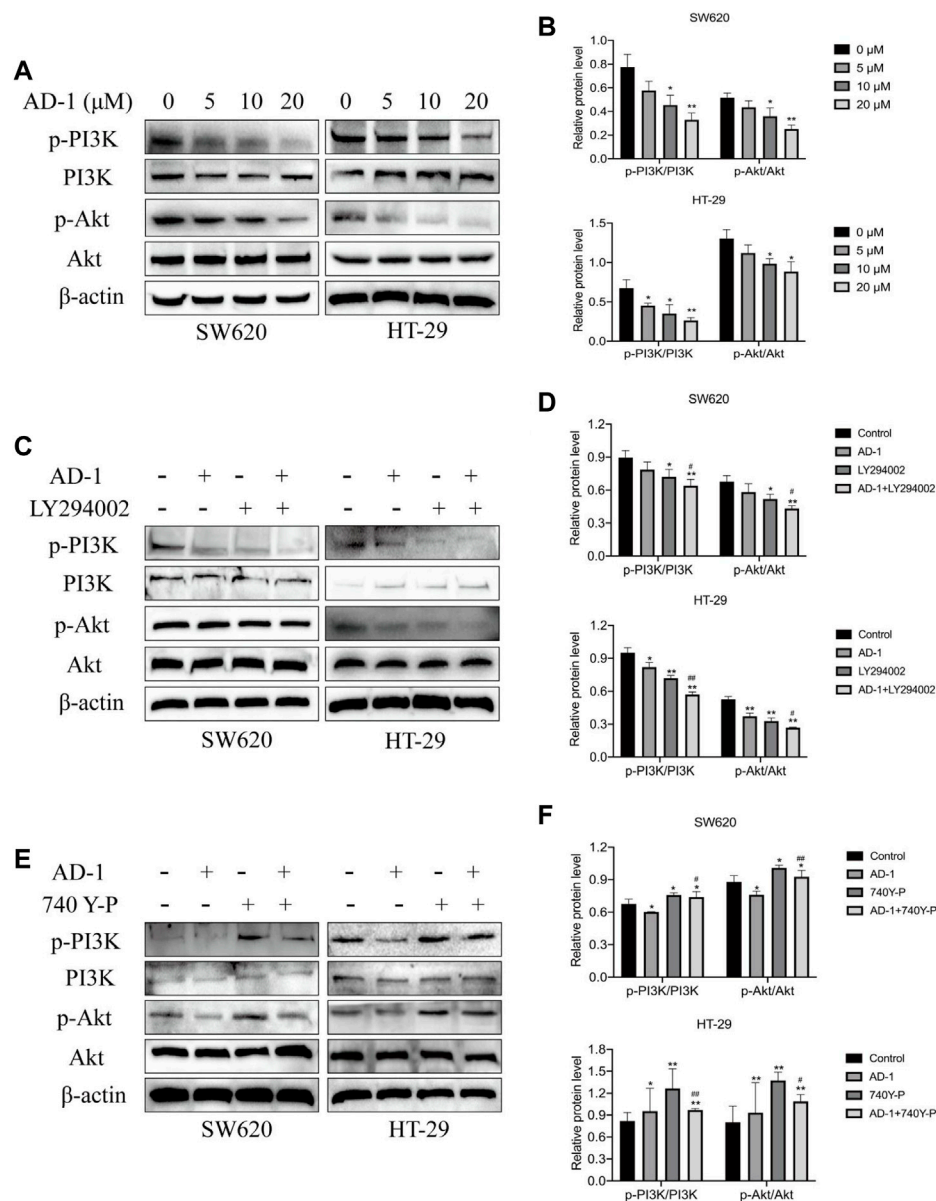 A
AD-1 (μM) 0 5 10 20 0 5 10 20
p-PI3K
PI3K
p-Akt
Akt
β-actin
SW620 HT-29
B
SW620
Relative protein level
1.0
0.8
0.6
0.4
0.2
0.0
* ** * **
p-PI3K/PI3K p-Akt/Akt
0 μM
5 μM
10 μM
20 μM
HT-29
Relative protein level
1.5
1.0
0.5
0.0
* * ** * *
p-PI3K/PI3K p-Akt/Akt
0 μM
5 μM
10 μM
20 μM
C
AD-1 - + - + - + - +
LY294002 - - + + - - + +
p-PI3K
PI3K
p-Akt
Akt
β-actin
SW620 HT-29
D
SW620
Relative protein level
1.2
0.9
0.6
0.3
0.0
# #
* ** * **
p-PI3K/PI3K p-Akt/Akt
Control
AD-1
LY294002
AD-1+LY294002
HT-29
Relative protein level
1.2
0.9
0.6
0.3
0.0
## #
* ** ** ** ** **
p-PI3K/PI3K p-Akt/Akt
Control
AD-1
LY294002
AD-1+LY294002
E
AD-1 - + - + - + - +
740 Y-P - - + + - - + +
p-PI3K
PI3K
p-Akt
Akt
β-actin
SW620 HT-29
F
SW620
Relative protein level
1.2
0.9
0.6
0.3
0.0
# ##
* * * * * *
p-PI3K/PI3K p-Akt/Akt
Control
AD-1
740Y-P
AD-1+740Y-P
HT-29
Relative protein level
1.8
1.5
1.2
0.9
0.6
0.3
0.0
## #
* ** ** ** ** **
p-PI3K/PI3K p-Akt/Akt
Control
AD-1
740Y-P
AD-1+740Y-P